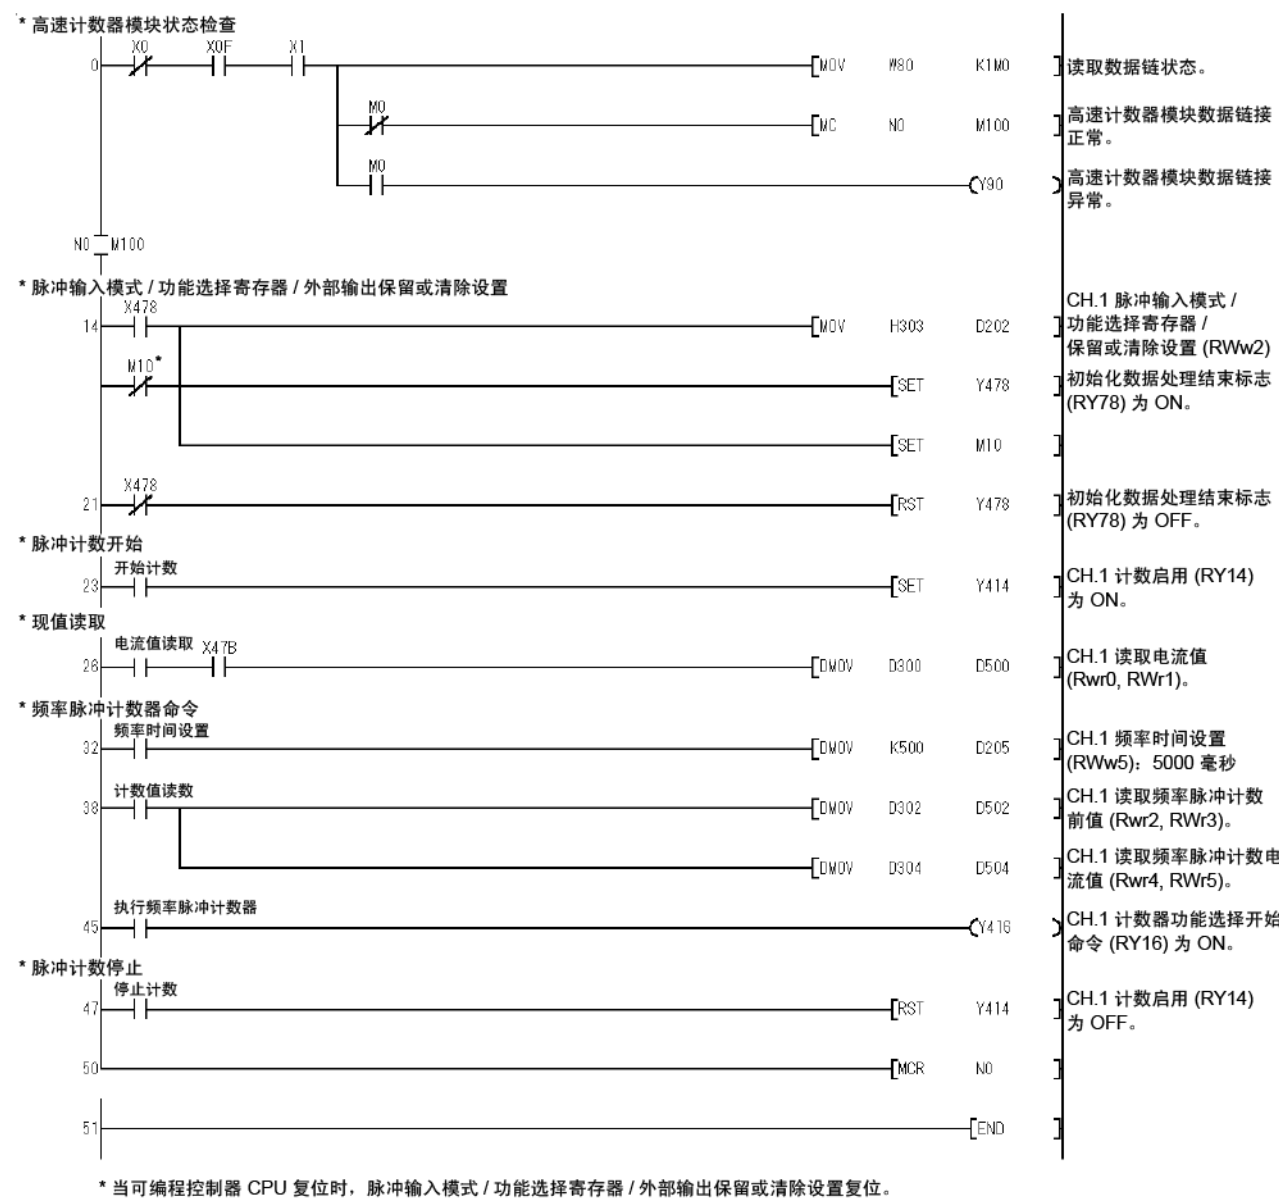 * 高速计数器模块状态检查
X0 X0F X1
0 MOV W80 K1M0 读取数据链状态。
M0
MC N0 M100 高速计数器模块数据链接
正常。
M0
Y90 高速计数器模块数据链接
异常。
N0 M100
* 脉冲输入模式 / 功能选择寄存器 / 外部输出保留或清除设置
X478
14 MOV H303 D202 CH.1 脉冲输入模式 /
功能选择寄存器 /
保留或清除设置 (RWw2)
M10*
SET Y478 初始化数据处理结束标志
(RY78) 为 ON。
SET M10
X478
21 RST Y478 初始化数据处理结束标志
(RY78) 为 OFF。
* 脉冲计数开始
开始计数
23 SET Y414 CH.1 计数启用 (RY14)
为 ON。
* 现值读取
电流值读取 X47B
26 DMOV D300 D500 CH.1 读取电流值
(Rwr0, RWr1)。
* 频率脉冲计数器命令
频率时间设置
32 DMOV K500 D205 CH.1 频率时间设置
(RWw5)：5000 毫秒
计数值读数
38 DMOV D302 D502 CH.1 读取频率脉冲计数
前值 (Rwr2, RWr3)。
DMOV D304 D504 CH.1 读取频率脉冲计数电
流值 (Rwr4, RWr5)。
执行频率脉冲计数器
45 Y416 CH.1 计数器功能选择开始
命令 (RY16) 为 ON。
* 脉冲计数停止
停止计数
47 RST Y414 CH.1 计数启用 (RY14)
为 OFF。
50 MCR N0
51 END
* 当可编程控制器 CPU 复位时，脉冲输入模式 / 功能选择寄存器 / 外部输出保留或清除设置复位。